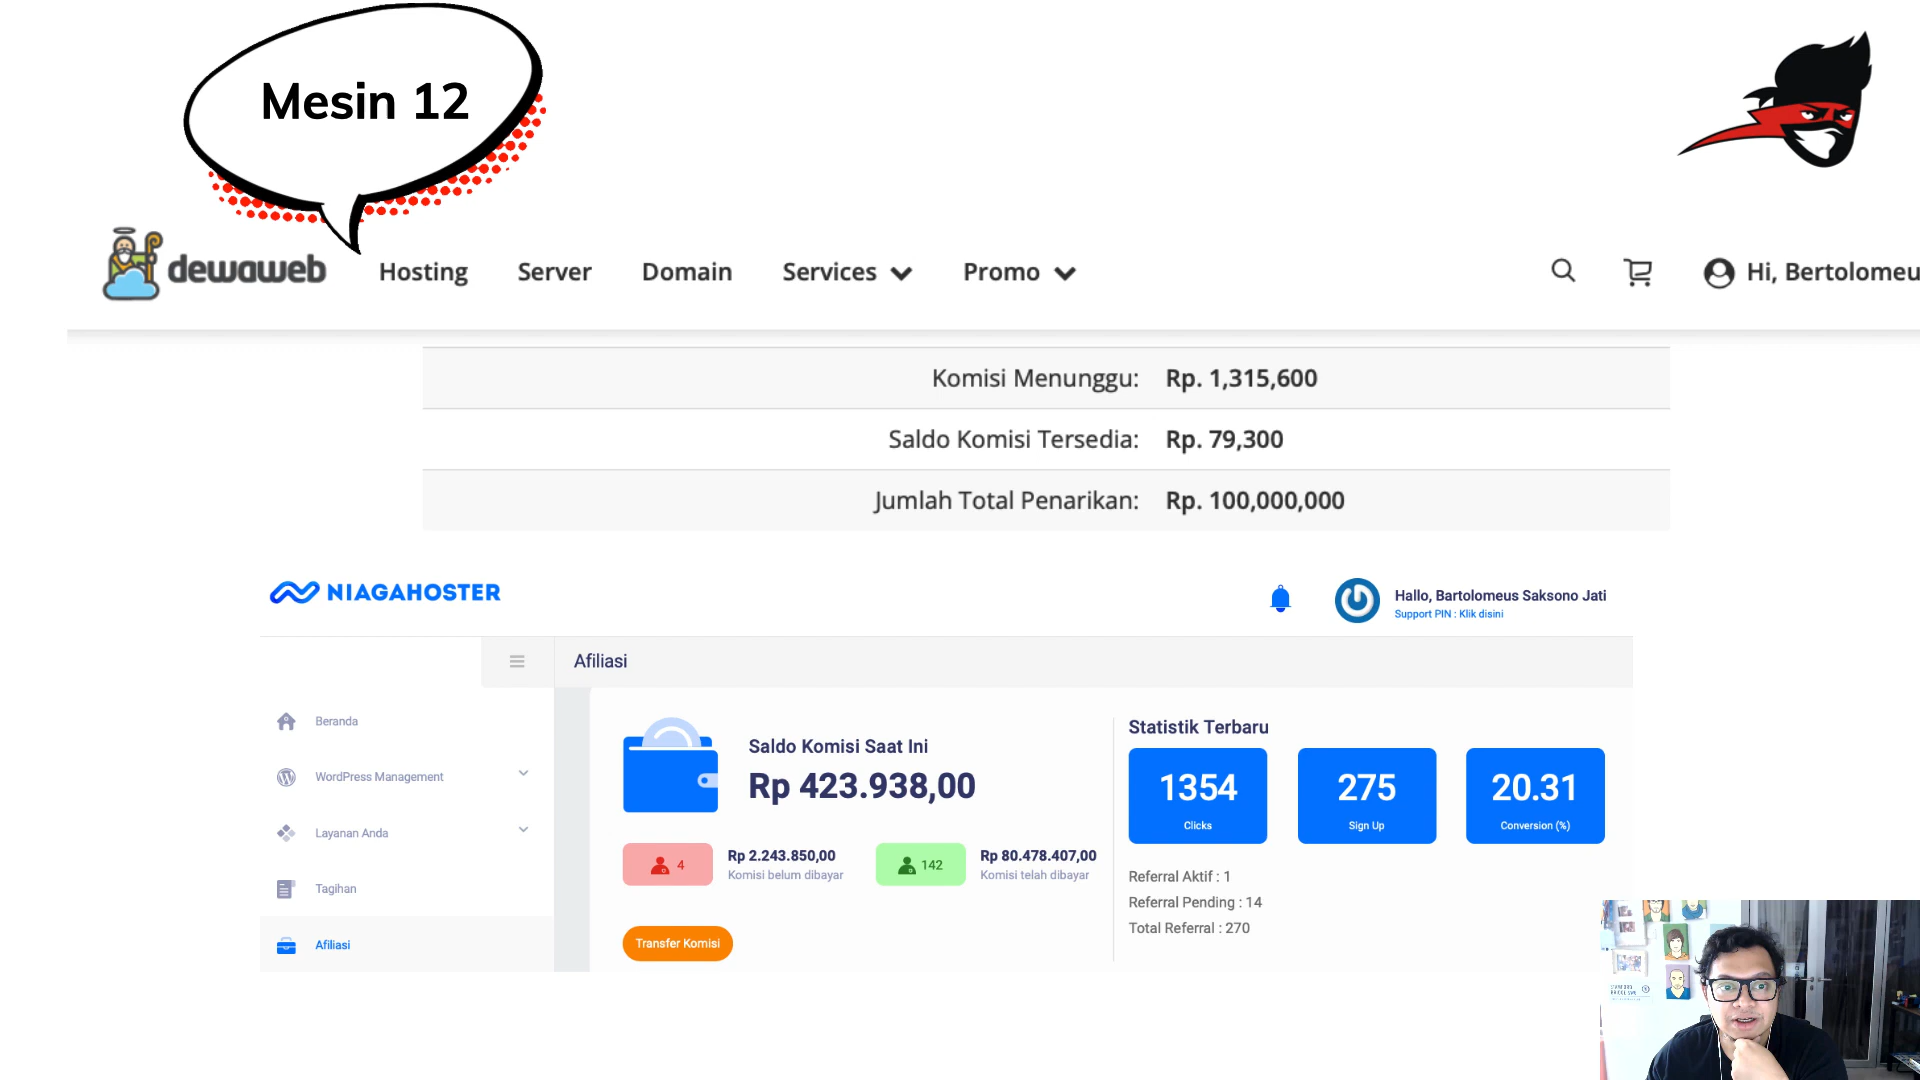 Mesin 12
dewaweb
Hosting
Server
Domain
Services
Promo
Hi, Bertolomeu
Komisi Menunggu: Rp. 1,315,600
Saldo Komisi Tersedia: Rp. 79,300
Jumlah Total Penarikan: Rp. 100,000,000
NIAGAHOSTER
Hallo, Bartolomeus Saksono Jati
Support PIN : Klik disini
Afiliasi
Beranda
WordPress Management
Layanan Anda
Tagihan
Afiliasi
Saldo Komisi Saat Ini
Rp 423.938,00
4
Rp 2.243.850,00
Komisi belum dibayar
142
Rp 80.478.407,00
Komisi telah dibayar
Transfer Komisi
Statistik Terbaru
1354
Clicks
275
Sign Up
20.31
Conversion (%)
Referral Aktif : 1
Referral Pending : 14
Total Referral : 270